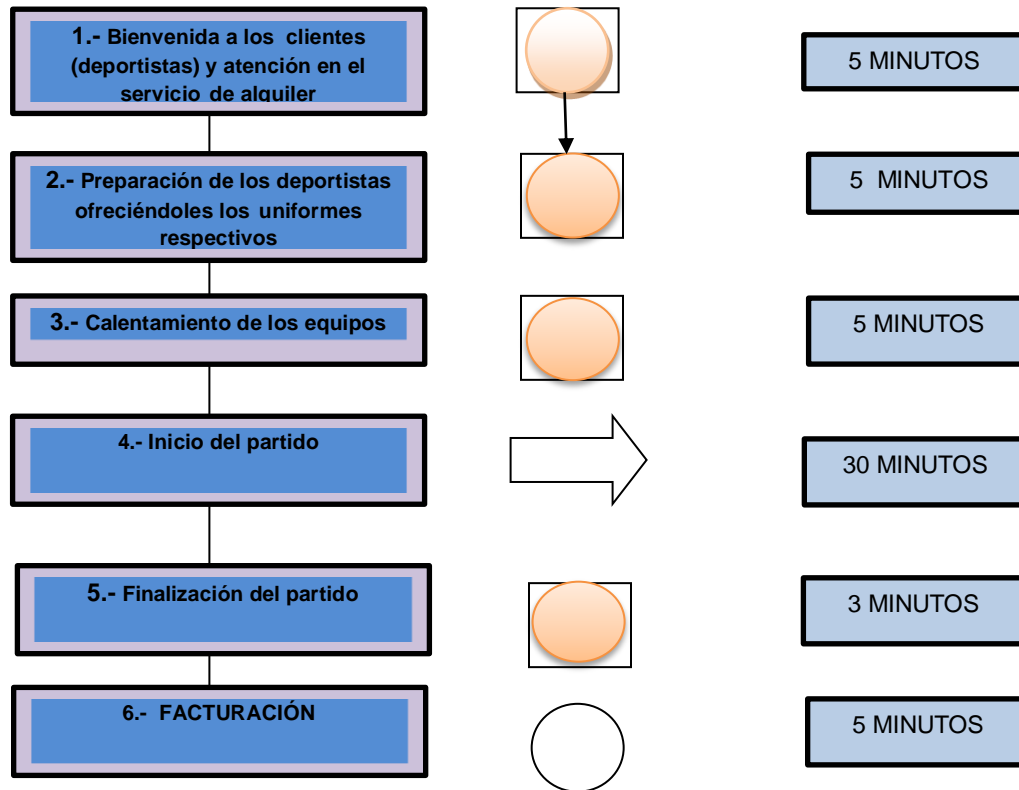 1.- Bienvenida a los clientes
(deportistas) y atención en el
servicio de alquiler
5 MINUTOS
2.- Preparación de los deportistas
ofreciéndoles los uniformes
respectivos
5 MINUTOS
3.- Calentamiento de los equipos
5 MINUTOS
4.- Inicio del partido
30 MINUTOS
5.- Finalización del partido
3 MINUTOS
6.- FACTURACIÓN
5 MINUTOS